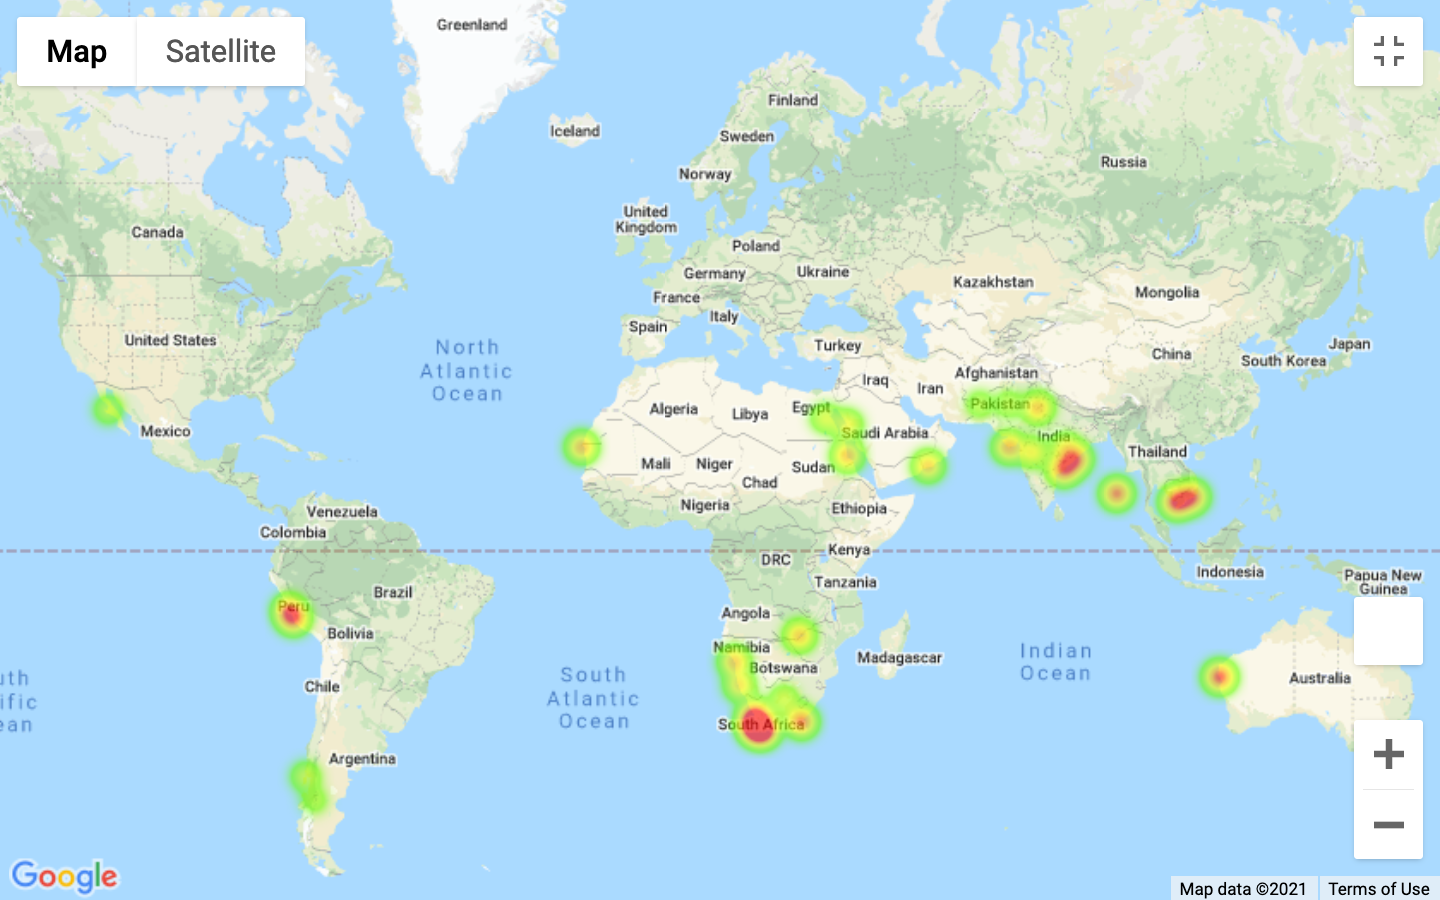 Map
Satellite
Greenland
Finland
Iceland
Sweden
Russia
Norway
United
Kingdom
Canada
Poland
Germany
Ukraine
Kazakhstan
Mongolia
France
Italy
Spain
United States
Turkey
Japan
South Korea
China
North
Atlantic
Ocean
Afghanistan
Iraq
Iran
Algeria
Libya
Egypt
Pakistan
Mexico
Saudi Arabia
India
Thailand
Mali
Niger
Sudan
Chad
Venezuela
Nigeria
Ethiopia
Colombia
DRC
Kenya
Indonesia
Papua New
Guinea
Tanzania
Brazil
Peru
Angola
Bolivia
Namibia
Madagascar
Botswana
Indian
Ocean
Australia
Chile
South
Atlantic
Ocean
uth
ific
ean
South Africa
Argentina
Google
Map data ©2021
Terms of Use